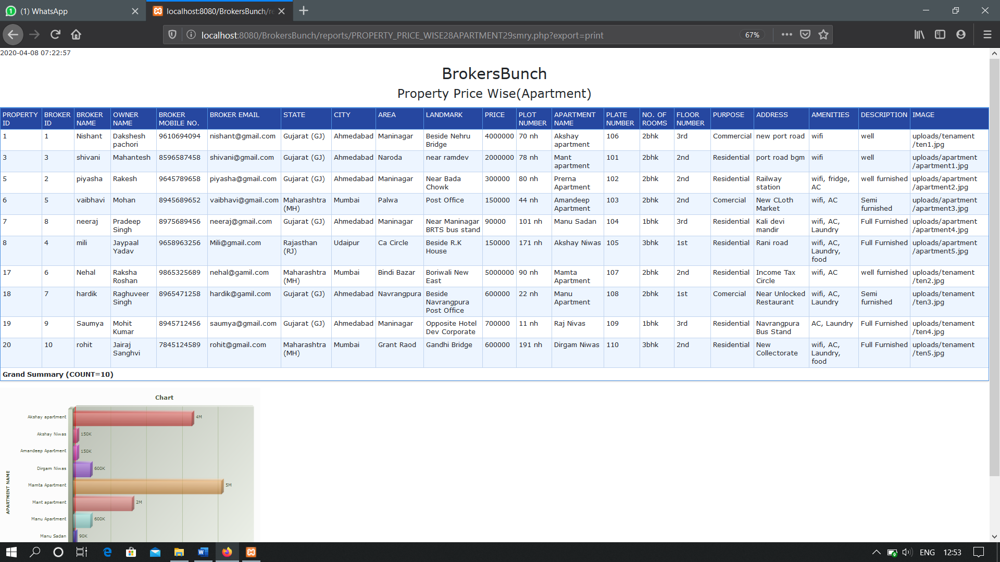 (1) WhatsApp
localhost:8080/BrokersBunch/re
localhost:8080/BrokersBunch/reports/PROPERTY_PRICE_WISE28APARTMENT29smry.php?export=print
67%
2020-04-08 07:22:57
BrokersBunch
Property Price Wise(Apartment)
PROPERTY ID BROKER ID BROKER NAME OWNER NAME BROKER MOBILE NO. BROKER EMAIL STATE CITY AREA LANDMARK PRICE PLOT NUMBER APARTMENT NAME PLATE NUMBER NO. OF ROOMS FLOOR NUMBER PURPOSE ADDRESS AMENITIES DESCRIPTION IMAGE
1 1 Nishant Dakshesh pachori 9610694094 nishant@gmail.com Gujarat (GJ) Ahmedabad Maninagar Beside Nehru Bridge 4000000 70 nh Akshay apartment 106 2bhk 3rd Commercial new port road wifi well uploads/tenament /ten1.jpg
3 3 shivani Mahantesh 8596587458 shivani@gmail.com Gujarat (GJ) Ahmedabad Naroda near ramdev 2000000 78 nh Mant apartment 101 2bhk 2nd Residential port road bgm wifi well uploads/apartment /apartment1.jpg
5 2 piyasha Rakesh 9645789658 piyasha@gmail.com Gujarat (GJ) Ahmedabad Maninagar Near Bada Chowk 300000 80 nh Prerna Apartment 102 2bhk 2nd Residential Railway station wifi, fridge, AC well furnished uploads/apartment /apartment2.jpg
6 5 vaibhavi Mohan 8945689652 vaibhavi@gmail.com Maharashtra (MH) Mumbai Palwa Post Office 150000 44 nh Amandeep Apartment 103 2bhk 2nd Comercial New CLoth Market wifi, AC Semi furnished uploads/apartment /apartment3.jpg
7 8 neeraj Pradeep Singh 8975689456 neeraj@gmail.com Gujarat (GJ) Ahmedabad Maninagar Near Maninagar BRTS bus stand 90000 101 nh Manu Sadan 104 1bhk 3rd Residential Kali devi mandir wifi, AC, Laundry Full Furnished uploads/apartment /apartment4.jpg
8 4 mili Jaypaal Yadav 9658963256 Mili@gmail.com Rajasthan (RJ) Udaipur Ca Circle Beside R.K House 150000 171 nh Akshay Niwas 105 3bhk 1st Residential Rani road wifi, AC, Laundry, food Full Furnished uploads/apartment /apartment5.jpg
17 6 Nehal Raksha Roshan 9865325689 nehal@gamil.com Maharashtra (MH) Mumbai Bindi Bazar Boriwali New East 5000000 90 nh Mamta Apartment 107 2bhk 2nd Residential Income Tax Circle wifi, AC well furnished uploads/tenament /ten2.jpg
18 7 hardik Raghuveer Singh 8965471258 hardik@gamil.com Gujarat (GJ) Ahmedabad Navrangpura Beside Navrangpura Post Office 600000 22 nh Manu Apartment 108 2bhk 1st Comercial Near Unlocked Restaurant wifi, AC, Laundry Semi furnished uploads/tenament /ten3.jpg
19 9 Saumya Mohit Kumar 8945712456 saumya@gmail.com Gujarat (GJ) Ahmedabad Maninagar Opposite Hotel Dev Corporate 700000 11 nh Raj Nivas 109 1bhk 3rd Residential Navrangpura Bus Stand AC, Laundry Full Furnished uploads/tenament /ten4.jpg
20 10 rohit Jairaj Sanghvi 7845124589 rohit@gmail.com Maharashtra (MH) Mumbai Grant Raod Gandhi Bridge 600000 191 nh Dirgam Niwas 110 3bhk 2nd Residential New Collectorate wifi, AC, Laundry, food Full Furnished uploads/tenament /ten5.jpg
Grand Summary (COUNT=10)
Chart
APARTMENT NAME
Akshay apartment 4M
Akshay Niwas 150K
Amandeep Apartment 150K
Dirgam Niwas 600K
Mamta Apartment 5M
Mant apartment 2M
Manu Apartment 600K
Manu Sadan 90K
ENG 12:53